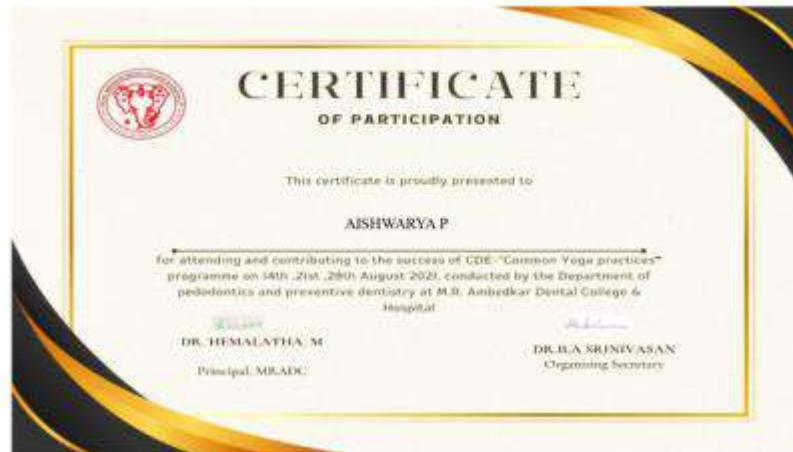 CERTIFICATE
OF PARTICIPATION
This certificate is proudly presented to
AISHWARYA P
for attending and contributing to the success of CDE-"Common Yoga practices"
programme on 14th ,21st ,28th August 2021, conducted by the Department of
pedodontics and preventive dentistry at M.R. Ambedkar Dental College &
Hospital
DR. HEMALATHA. M
Principal, MRADC
DR.ILA SRINIVASAN
Organising Secretary